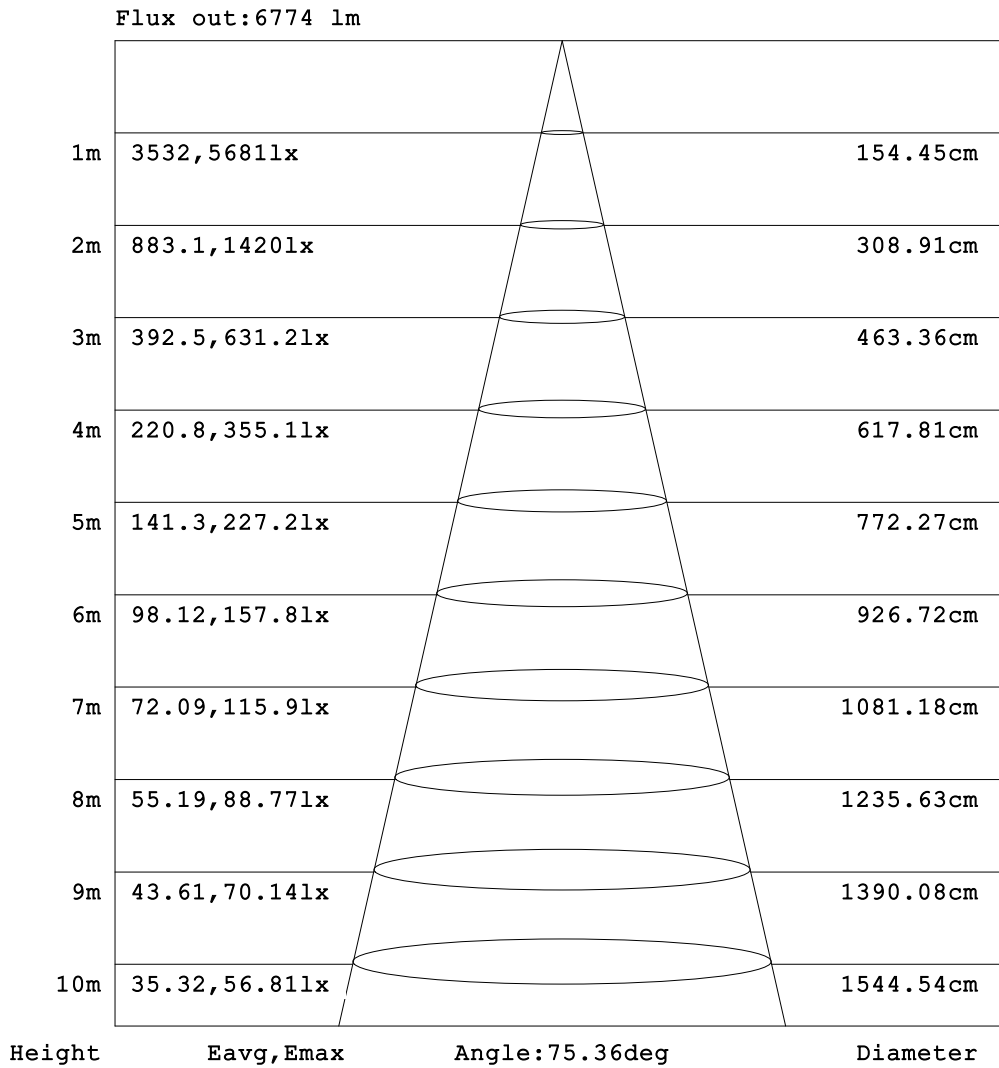 Flux out:6774 lm
1m 3532,5681lx 154.45cm
2m 883.1,1420lx 308.91cm
3m 392.5,631.2lx 463.36cm
4m 220.8,355.1lx 617.81cm
5m 141.3,227.2lx 772.27cm
6m 98.12,157.8lx 926.72cm
7m 72.09,115.9lx 1081.18cm
8m 55.19,88.77lx 1235.63cm
9m 43.61,70.14lx 1390.08cm
10m 35.32,56.81lx 1544.54cm
Height Eavg,Emax Angle:75.36deg Diameter